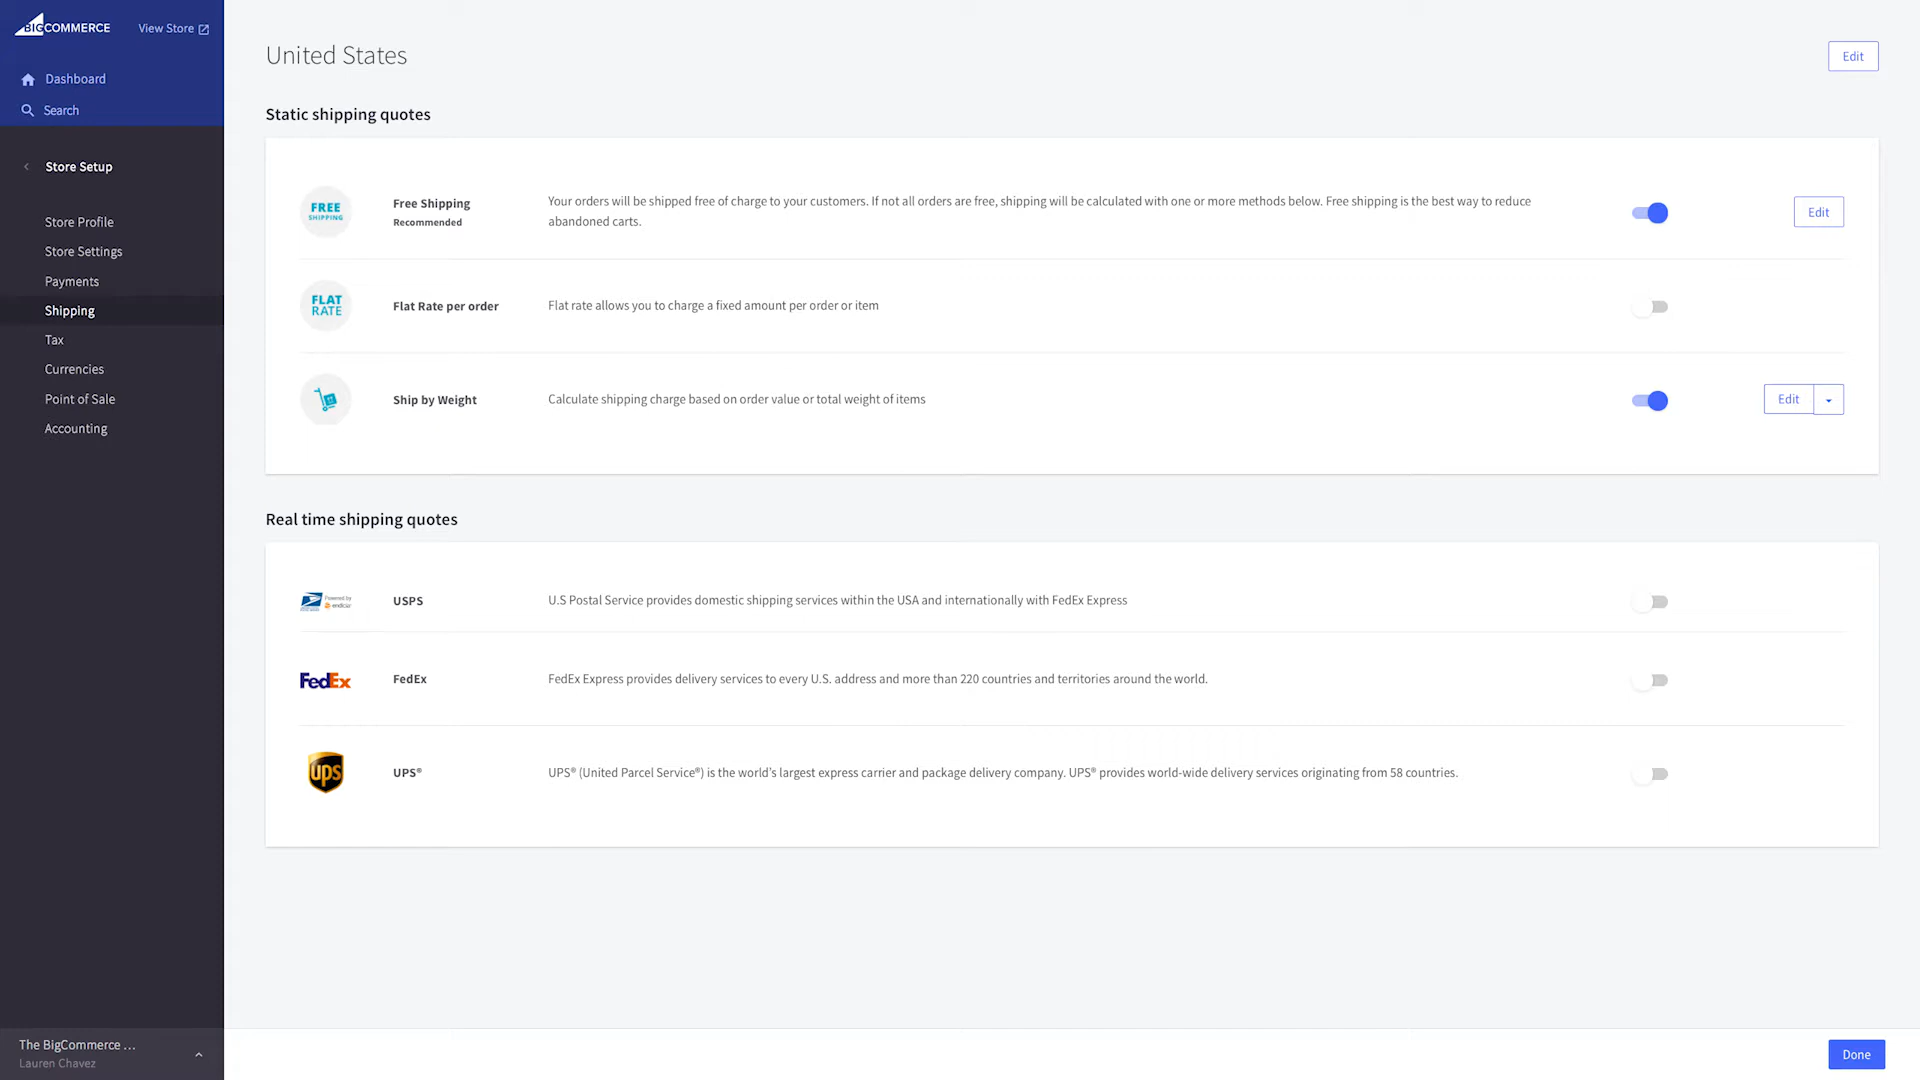 BIGCOMMERCE
View Store
Dashboard
Search
Store Setup
Store Profile
Store Settings
Payments
Shipping
Tax
Currencies
Point of Sale
Accounting
The BigCommerce ...
Lauren Chavez
United States
Edit
Static shipping quotes
FREE
SHIPPING
Free Shipping
Recommended
Your orders will be shipped free of charge to your customers. If not all orders are free, shipping will be calculated with one or more methods below. Free shipping is the best way to reduce
abandoned carts.
Edit
FLAT
RATE
Flat Rate per order
Flat rate allows you to charge a fixed amount per order or item
Ship by Weight
Calculate shipping charge based on order value or total weight of items
Edit
Real time shipping quotes
Powered by
endicia
USPS
U.S Postal Service provides domestic shipping services within the USA and internationally with FedEx Express
FedEx
FedEx
FedEx Express provides delivery services to every U.S. address and more than 220 countries and territories around the world.
ups
UPS®
UPS® (United Parcel Service®) is the world's largest express carrier and package delivery company. UPS® provides world-wide delivery services originating from 58 countries.
Done